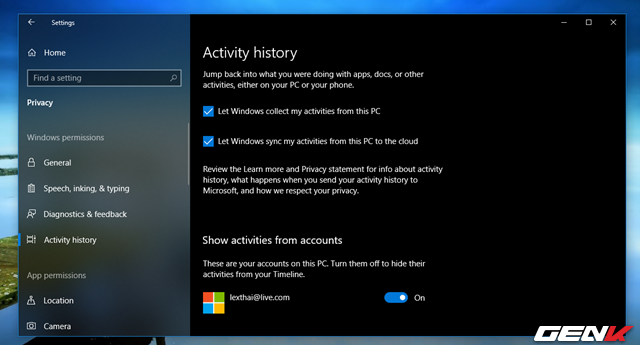 Settings
Home
Find a setting
Privacy
Windows permissions
General
Speech, inking, & typing
Diagnostics & feedback
Activity history
App permissions
Location
Camera
Activity history
Jump back into what you were doing with apps, docs, or other
activities, either on your PC or your phone.
Let Windows collect my activities from this PC
Let Windows sync my activities from this PC to the cloud
Review the Learn more and Privacy statement for info about activity
history, what happens when you send your activity history to
Microsoft, and how we respect your privacy.
Show activities from accounts
These are your accounts on this PC. Turn them off to hide their
activities from your Timeline.
lexthai@live.com
On
GENK